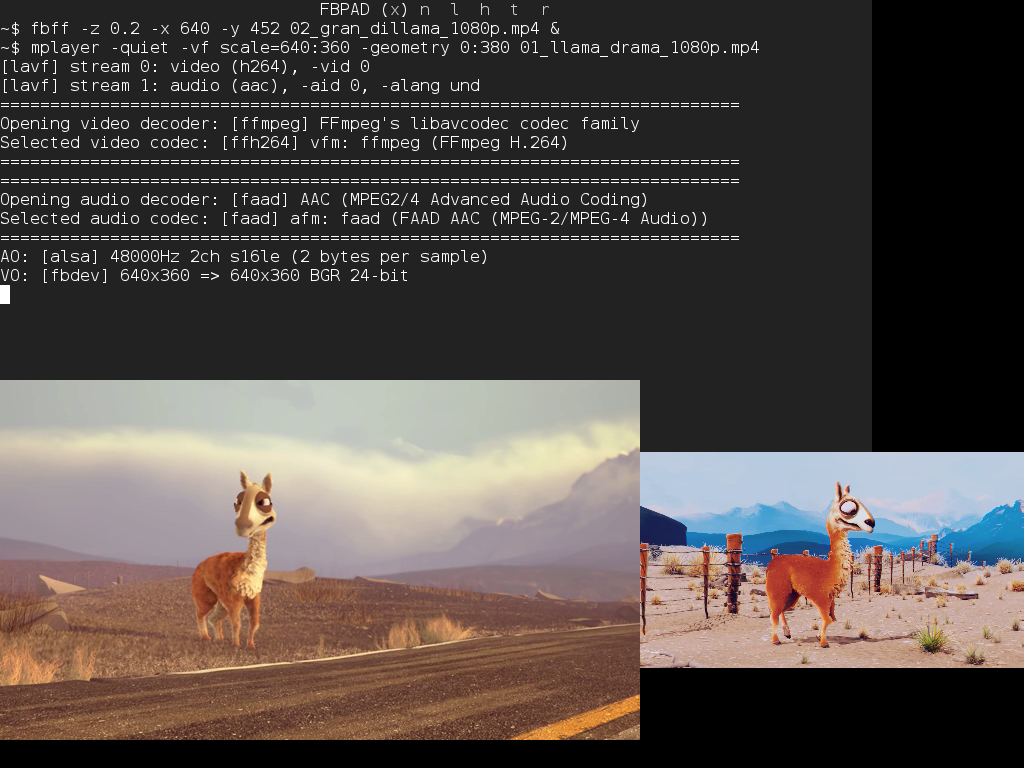 FBPAD (x) n l h t r
~$ fbff -z 0.2 -x 640 -y 452 02_gran_dillama_1080p.mp4 &
~$ mplayer -quiet -vf scale=640:360 -geometry 0:380 01_llama_drama_1080p.mp4
[lavf] stream 0: video (h264), -vid 0
[lavf] stream 1: audio (aac), -aid 0, -alang und
==========================================================================
Opening video decoder: [ffmpeg] FFmpeg's libavcodec codec family
Selected video codec: [ffh264] vfm: ffmpeg (FFmpeg H.264)
==========================================================================
==========================================================================
Opening audio decoder: [faad] AAC (MPEG2/4 Advanced Audio Coding)
Selected audio codec: [faad] afm: faad (FAAD AAC (MPEG-2/MPEG-4 Audio))
==========================================================================
AO: [alsa] 48000Hz 2ch s16le (2 bytes per sample)
VO: [fbdev] 640x360 => 640x360 BGR 24-bit